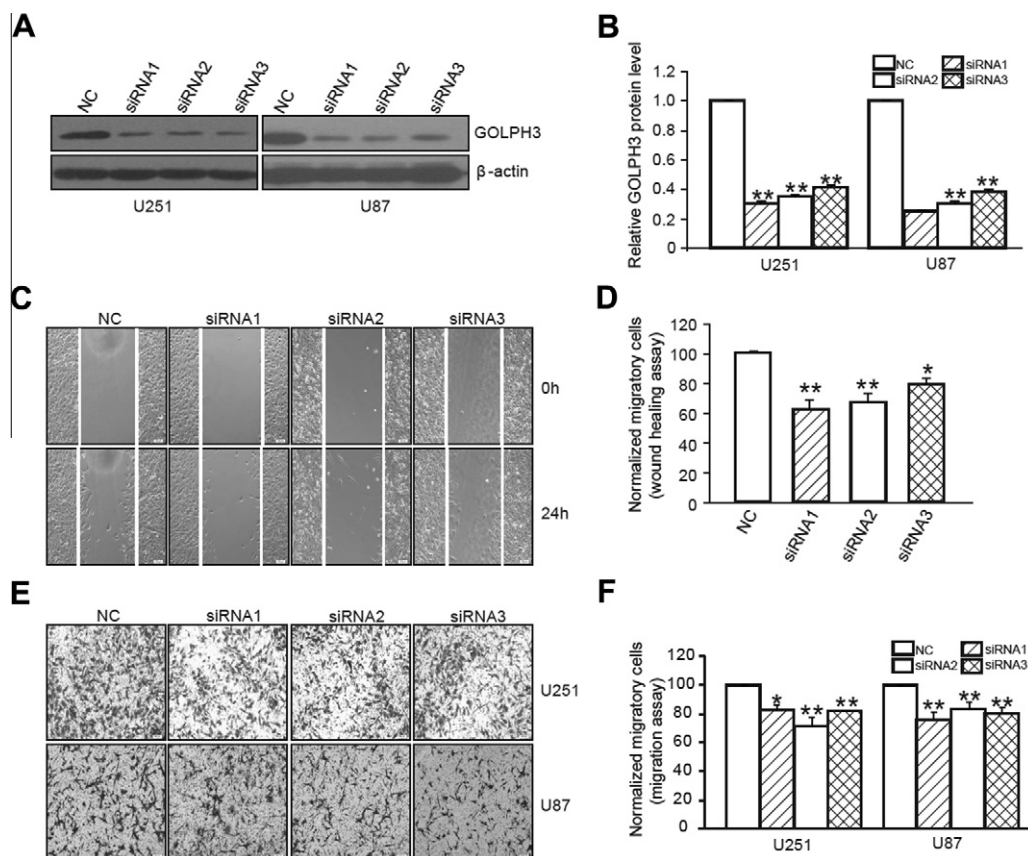 A
NC
siRNA1
siRNA2
siRNA3
NC
siRNA1
siRNA2
siRNA3
GOLPH3
β-actin
U251
U87
B
NC
siRNA1
siRNA2
siRNA3
Relative GOLPH3 protein level
1.2
1.0
0.8
0.6
0.4
0.2
0
** ** **
** **
U251
U87
C
NC
siRNA1
siRNA2
siRNA3
0h
24h
D
Normalized migratory cells
(wound healing assay)
120
100
80
60
40
20
0
** ** *
NC
siRNA1
siRNA2
siRNA3
E
NC
siRNA1
siRNA2
siRNA3
U251
U87
F
NC
siRNA1
siRNA2
siRNA3
Normalized migratory cells
(migration assay)
120
100
80
60
40
20
0
* ** **
** ** **
U251
U87